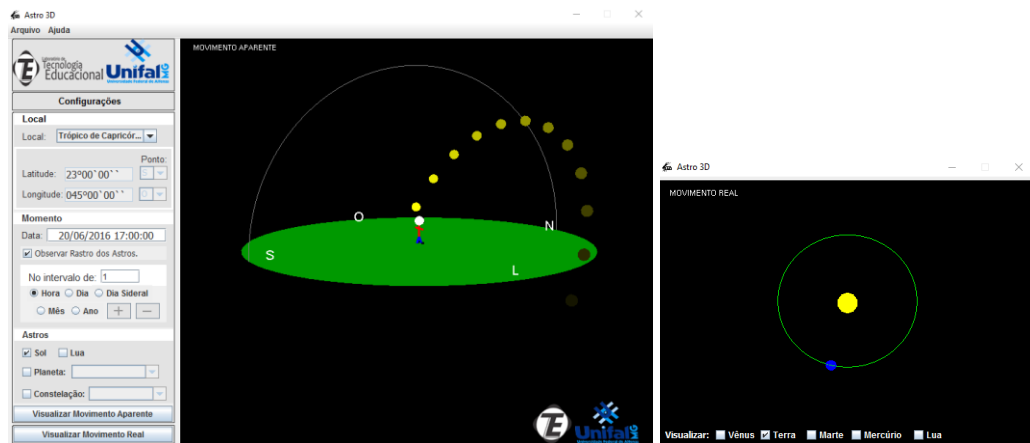 Astro 3D
Arquivo Ajuda
Tecnologia
Educacional
Unifal MG
Configurações
Local
Local: Trópico de Capricór...
Ponto:
Latitude: 23º00`00`` S
Longitude: 045º00`00`` O
Momento
Data: 20/06/2016 17:00:00
Observar Rastro dos Astros.
No intervalo de: 1
Hora Dia Dia Sideral
Mês Ano + −
Astros
Sol Lua
Planeta:
Constelação:
Visualizar Movimento Aparente
Visualizar Movimento Real
MOVIMENTO APARENTE
O
N
S
L
Unifal MG
Astro 3D
MOVIMENTO REAL
Visualizar: Vênus Terra Marte Mercúrio Lua